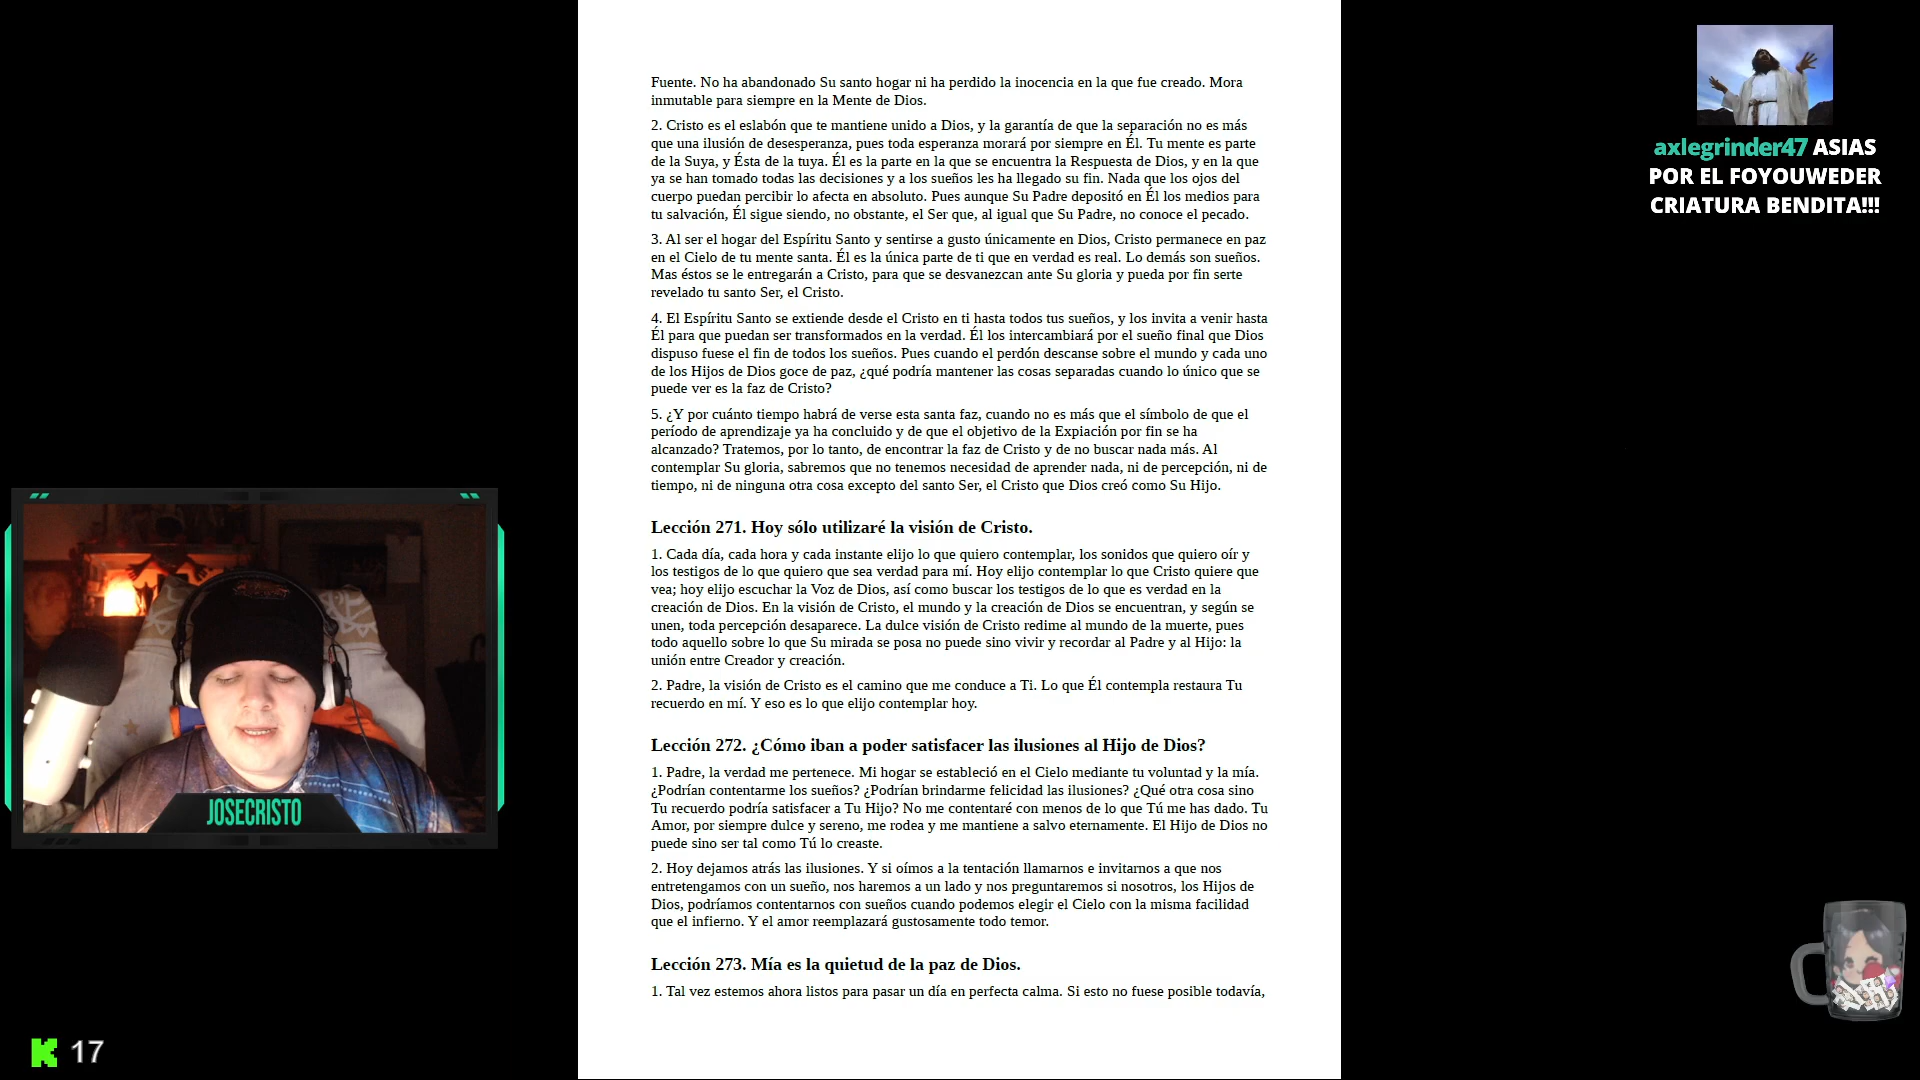 Fuente. No ha abandonado Su santo hogar ni ha perdido la inocencia en la que fue creado. Mora
inmutable para siempre en la Mente de Dios.
2. Cristo es el eslabón que te mantiene unido a Dios, y la garantía de que la separación no es más
que una ilusión de desesperanza, pues toda esperanza morará por siempre en Él. Tu mente es parte
de la Suya, y Ésta de la tuya. Él es la parte en la que se encuentra la Respuesta de Dios, y en la que
ya se han tomado todas las decisiones y a los sueños les ha llegado su fin. Nada que los ojos del
cuerpo puedan percibir lo afecta en absoluto. Pues aunque Su Padre depositó en Él los medios para
tu salvación, Él sigue siendo, no obstante, el Ser que, al igual que Su Padre, no conoce el pecado.
3. Al ser el hogar del Espíritu Santo y sentirse a gusto únicamente en Dios, Cristo permanece en paz
en el Cielo de tu mente santa. Él es la única parte de ti que en verdad es real. Lo demás son sueños.
Mas éstos se le entregarán a Cristo, para que se desvanezcan ante Su gloria y pueda por fin serte
revelado tu santo Ser, el Cristo.
4. El Espíritu Santo se extiende desde el Cristo en ti hasta todos tus sueños, y los invita a venir hasta
Él para que puedan ser transformados en la verdad. Él los intercambiará por el sueño final que Dios
dispuso fuese el fin de todos los sueños. Pues cuando el perdón descanse sobre el mundo y cada uno
de los Hijos de Dios goce de paz, ¿qué podría mantener las cosas separadas cuando lo único que se
puede ver es la faz de Cristo?
5. ¿Y por cuánto tiempo habrá de verse esta santa faz, cuando no es más que el símbolo de que el
período de aprendizaje ya ha concluido y de que el objetivo de la Expiación por fin se ha
alcanzado? Tratemos, por lo tanto, de encontrar la faz de Cristo y de no buscar nada más. Al
contemplar Su gloria, sabremos que no tenemos necesidad de aprender nada, ni de percepción, ni de
tiempo, ni de ninguna otra cosa excepto del santo Ser, el Cristo que Dios creó como Su Hijo.
Lección 271. Hoy sólo utilizaré la visión de Cristo.
1. Cada día, cada hora y cada instante elijo lo que quiero contemplar, los sonidos que quiero oír y
los testigos de lo que quiero que sea verdad para mí. Hoy elijo contemplar lo que Cristo quiere que
vea; hoy elijo escuchar la Voz de Dios, así como buscar los testigos de lo que es verdad en la
creación de Dios. En la visión de Cristo, el mundo y la creación de Dios se encuentran, y según se
unen, toda percepción desaparece. La dulce visión de Cristo redime al mundo de la muerte, pues
todo aquello sobre lo que Su mirada se posa no puede sino vivir y recordar al Padre y al Hijo: la
unión entre Creador y creación.
2. Padre, la visión de Cristo es el camino que me conduce a Ti. Lo que Él contempla restaura Tu
recuerdo en mí. Y eso es lo que elijo contemplar hoy.
Lección 272. ¿Cómo iban a poder satisfacer las ilusiones al Hijo de Dios?
1. Padre, la verdad me pertenece. Mi hogar se estableció en el Cielo mediante tu voluntad y la mía.
¿Podrían contentarme los sueños? ¿Podrían brindarme felicidad las ilusiones? ¿Qué otra cosa sino
Tu recuerdo podría satisfacer a Tu Hijo? No me contentaré con menos de lo que Tú me has dado. Tu
Amor, por siempre dulce y sereno, me rodea y me mantiene a salvo eternamente. El Hijo de Dios no
puede sino ser tal como Tú lo creaste.
2. Hoy dejamos atrás las ilusiones. Y si oímos a la tentación llamarnos e invitarnos a que nos
entretengamos con un sueño, nos haremos a un lado y nos preguntaremos si nosotros, los Hijos de
Dios, podríamos contentarnos con sueños cuando podemos elegir el Cielo con la misma facilidad
que el infierno. Y el amor reemplazará gustosamente todo temor.
Lección 273. Mía es la quietud de la paz de Dios.
1. Tal vez estemos ahora listos para pasar un día en perfecta calma. Si esto no fuese posible todavía,
axlegrinder47 ASIAS
POR EL FOYOUWEDER
CRIATURA BENDITA!!!
JOSECRISTO
17